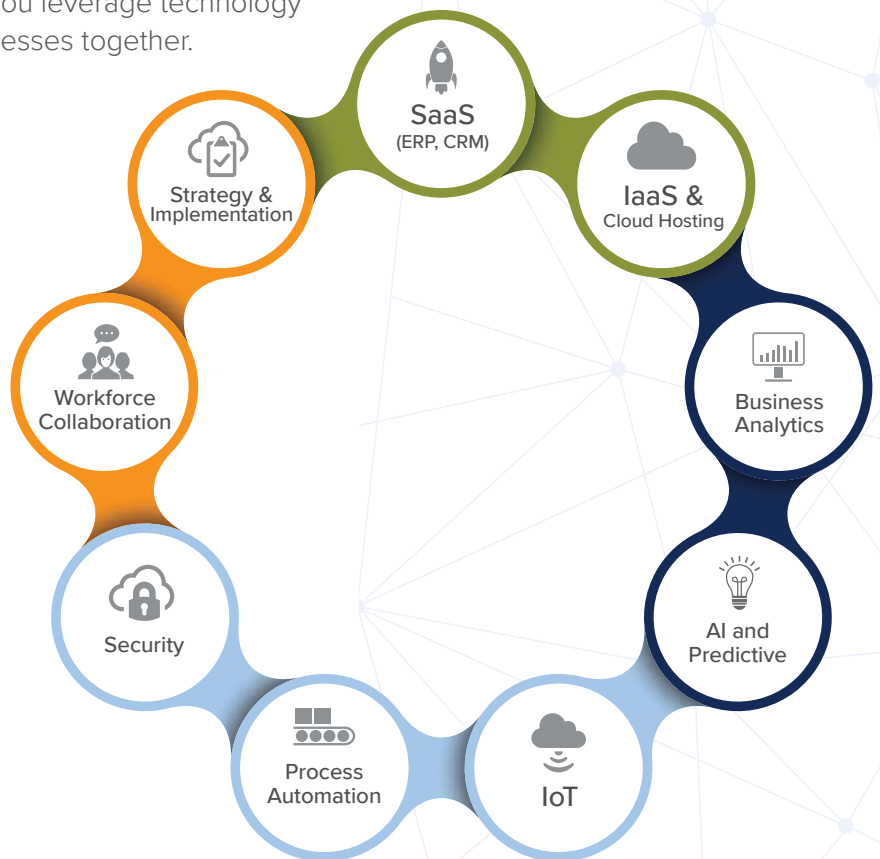 ou leverage technology
esses together.
SaaS
(ERP, CRM)
IaaS &
Cloud Hosting
Business
Analytics
AI and
Predictive
IoT
Process
Automation
Security
Workforce
Collaboration
Strategy &
Implementation